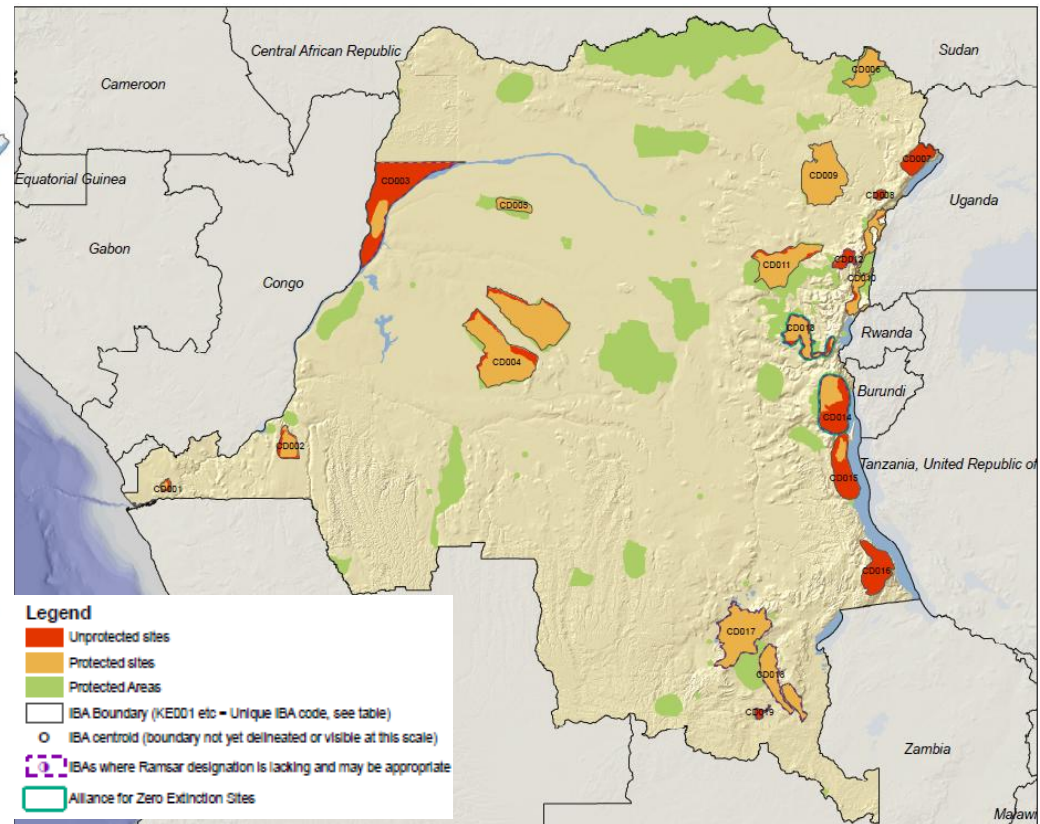 Central African Republic
Sudan
Cameroon
CD006
CD007
Equatorial Guinea
CD003
CD009
CD008
Uganda
CD005
Gabon
CD012
CD011
CD010
Congo
CD013
Rwanda
CD004
Burundi
CD014
CD002
Tanzania, United Republic of
CD015
CD001
CD016
Legend
Unprotected sites
Protected sites
Protected Areas
IBA Boundary (KE001 etc = Unique IBA code, see table)
IBA centroid (boundary not yet delineated or visible at this scale)
IBAs where Ramsar designation is lacking and may be appropriate
Alliance for Zero Extinction Sites
CD017
CD018
CD019
Zambia
Malawi